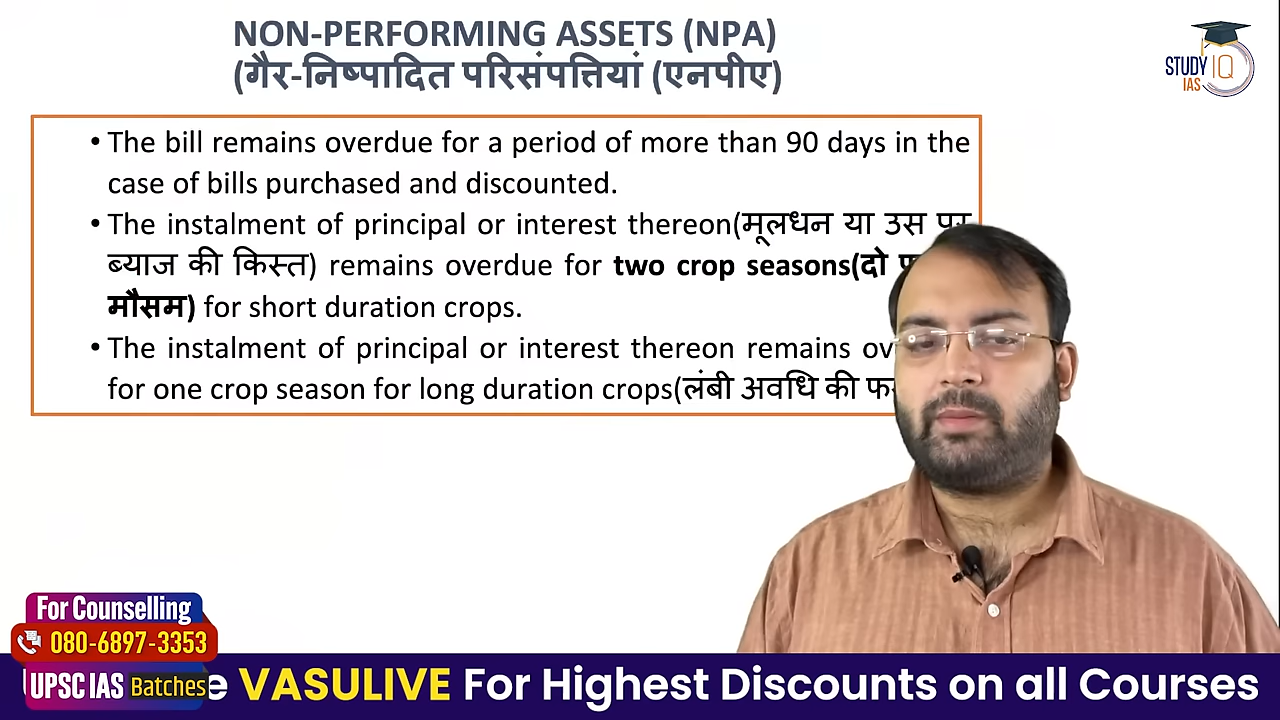 NON-PERFORMING ASSETS (NPA)
(गैर-निष्पादित परिसंपत्तियां (एनपीए)
STUDY IQ
IAS
• The bill remains overdue for a period of more than 90 days in the
case of bills purchased and discounted.
• The instalment of principal or interest thereon(मूलधन या उस
ब्याज की किस्त) remains overdue for two crop seasons(दो
मौसम) for short duration crops.
• The instalment of principal or interest thereon remains
for one crop season for long duration crops(लंबी अवधि की
For Counselling
080-6897-3353
UPSC IAS Batches
VASULIVE For Highest Discounts on all Courses